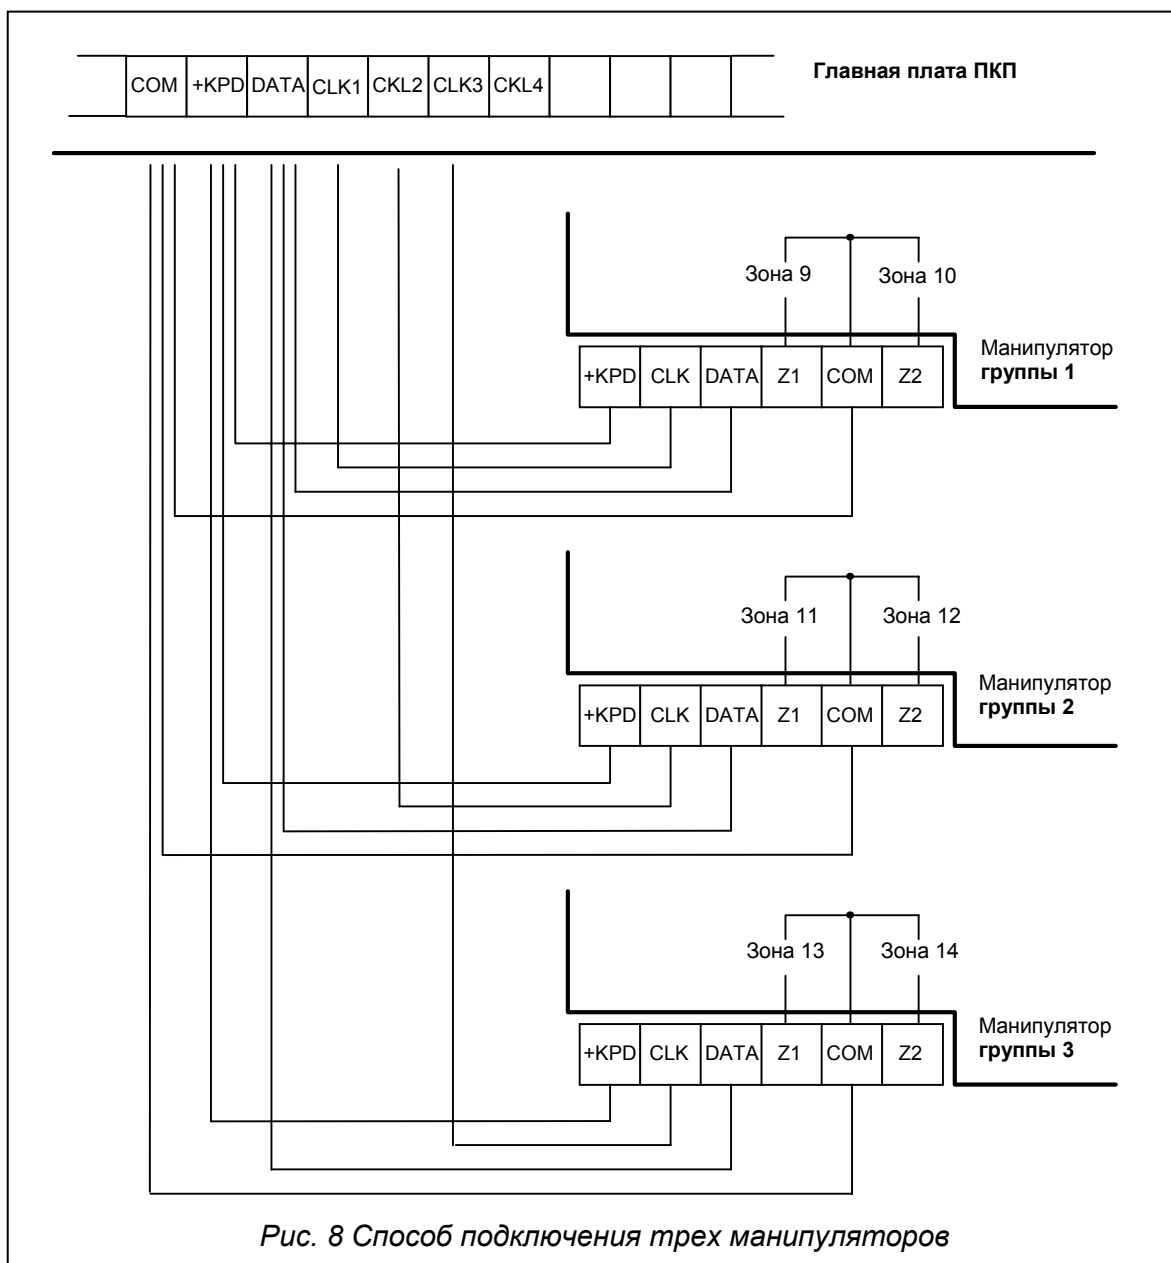 COM +KPD DATA CLK1 CKL2 CLK3 CKL4
Главная плата ПКП
Зона 9 Зона 10
+KPD CLK DATA Z1 COM Z2
Манипулятор
группы 1
Зона 11 Зона 12
+KPD CLK DATA Z1 COM Z2
Манипулятор
группы 2
Зона 13 Зона 14
+KPD CLK DATA Z1 COM Z2
Манипулятор
группы 3
Рис. 8 Способ подключения трех манипуляторов